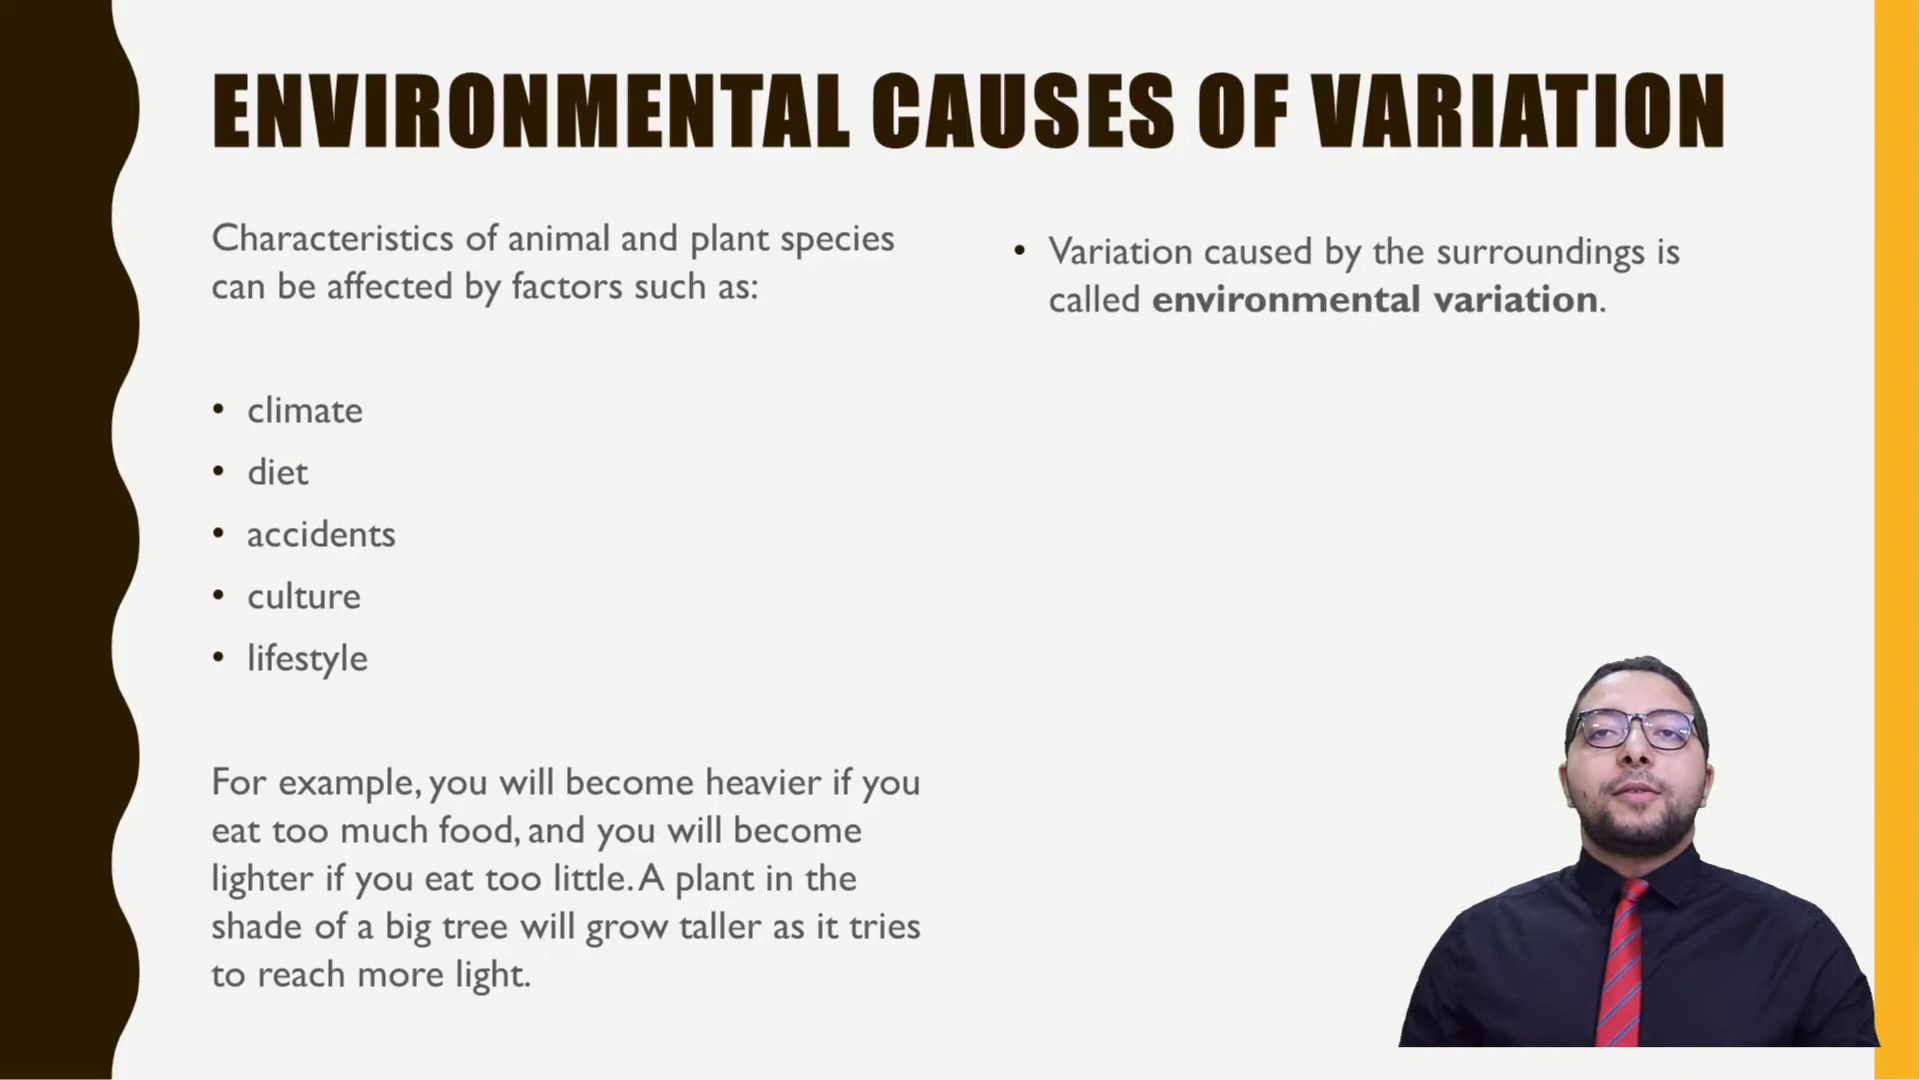 ENVIRONMENTAL CAUSES OF VARIATION
Characteristics of animal and plant species
can be affected by factors such as:
• climate
• diet
• accidents
• culture
• lifestyle
For example, you will become heavier if you
eat too much food, and you will become
lighter if you eat too little. A plant in the
shade of a big tree will grow taller as it tries
to reach more light.
• Variation caused by the surroundings is
called environmental variation.